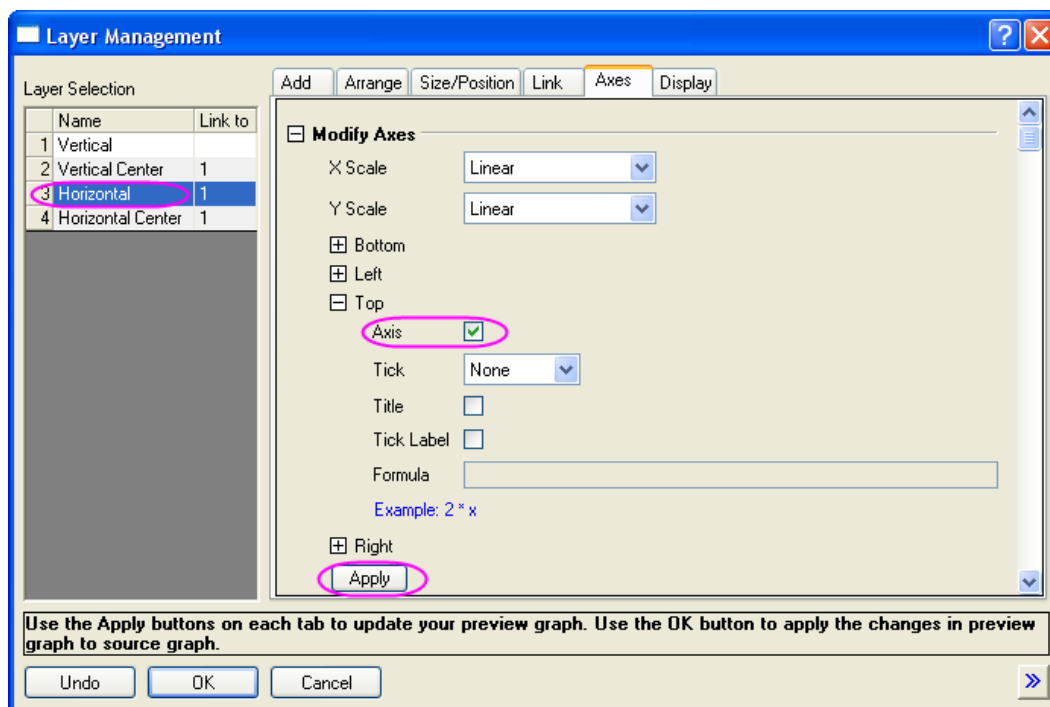 Layer Management
Layer Selection
Name Link to
1 Vertical
2 Vertical Center 1
3 Horizontal 1
4 Horizontal Center 1
Add Arrange Size/Position Link Axes Display
Modify Axes
X Scale Linear
Y Scale Linear
Bottom
Left
Top
Axis
Tick None
Title
Tick Label
Formula
Example: 2 * x
Right
Apply
Use the Apply buttons on each tab to update your preview graph. Use the OK button to apply the changes in preview
graph to source graph.
Undo OK Cancel